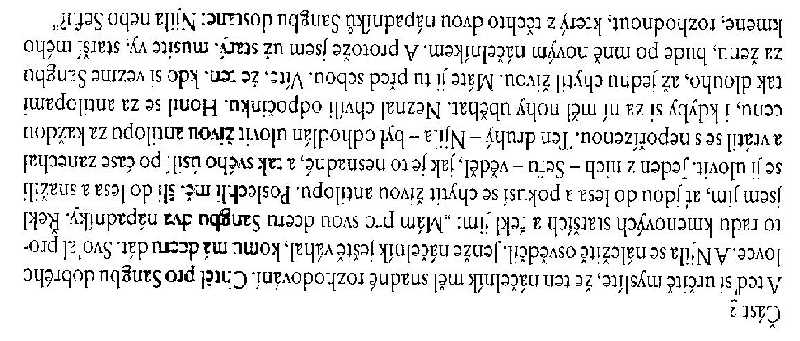 Část 2
A teď si určitě myslíte, že ten náčelník měl snadné rozhodování. Chtěl pro Sangbu dobrého
lovce. A Njila se náležitě osvědčil. Jenže náčelník ještě váhal, komu má dceru dát. Svolal pro-
to radu kmenových starších a řekl jim: „Mám pro svou dceru Sangbu dva nápadníky. Řekl
jsem jim, ať jdou do lesa a pokusí se chytit živou antilopu. Poslechli mě, šli do lesa a snažili
se ji ulovit. Jeden z nich – Sefu – věděl, jak je to nesnadné, a tak svého úsilí po čase zanechal
a vrátil se s nepořízenou. Ten druhý – Njila – byl odhodlán ulovit živou antilopu za každou
cenu, i kdyby si za ní měl nohy uběhat. Neznal chvíli odpočinku. Honil se za antilopami
tak dlouho, až jednu chytil živou. Máte ji tu před sebou. Víte, že ten, kdo si vezme Sangbu
za ženu, bude po mně novým náčelníkem. A protože jsem už starý, musíte vy, starší mého
kmene, rozhodnout, který z těchto dvou nápadníků Sangbu dostane: Njila nebo Sefu?“